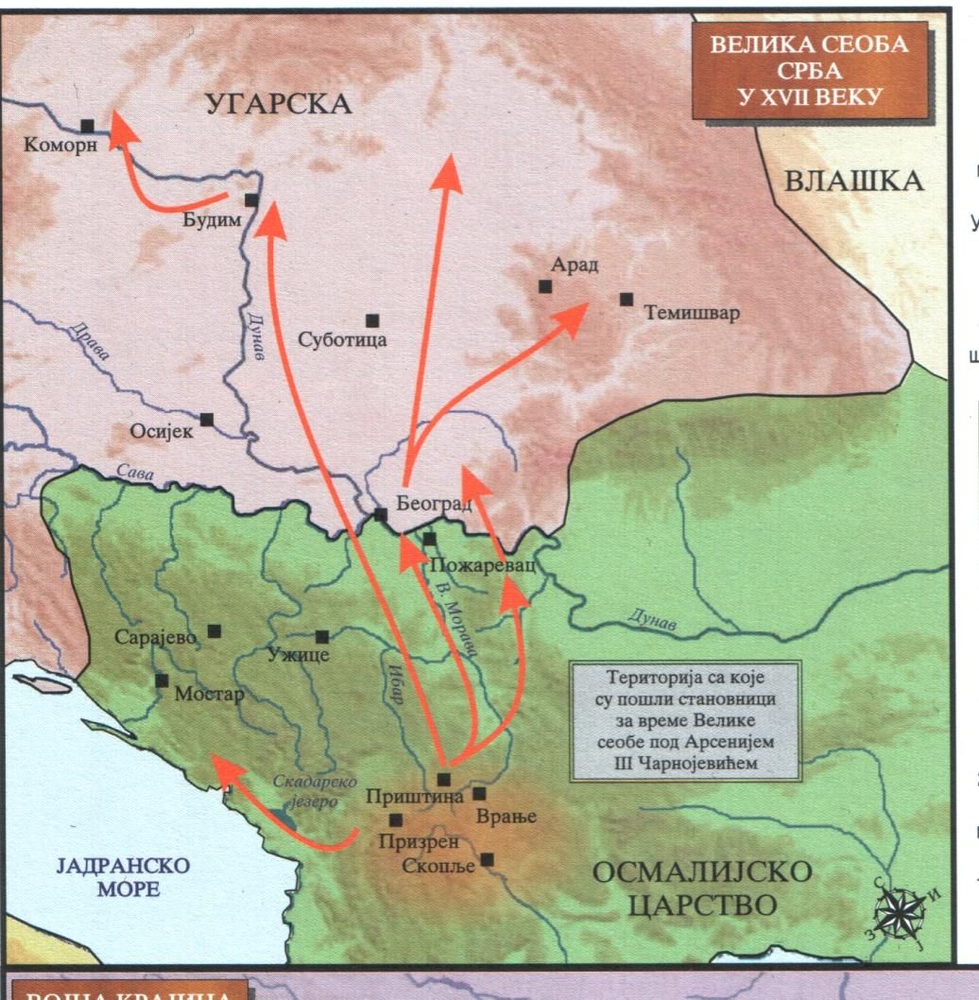 ВЕЛИКА СЕОБА
СРБА
У XVII ВЕКУ
УГАРСКА
ВЛАШКА
Коморн
Будим
Арад
Темишвар
Суботица
Дунав
Драва
Осијек
Сава
Београд
Пожаревац
В. Морава
Дунав
Сарајево
Ужице
Мостар
Ибар
Територија са које
су пошли становници
за време Велике
сеобе под Арсенијем
III Чарнојевићем
Скадарско
језеро
Приштина
Врање
Призрен
Скопље
ЈАДРАНСКО
МОРЕ
ОСМАЛИЈСКО
ЦАРСТВО
С
И
З
Ј
ВОЈНА КРАЈИНА